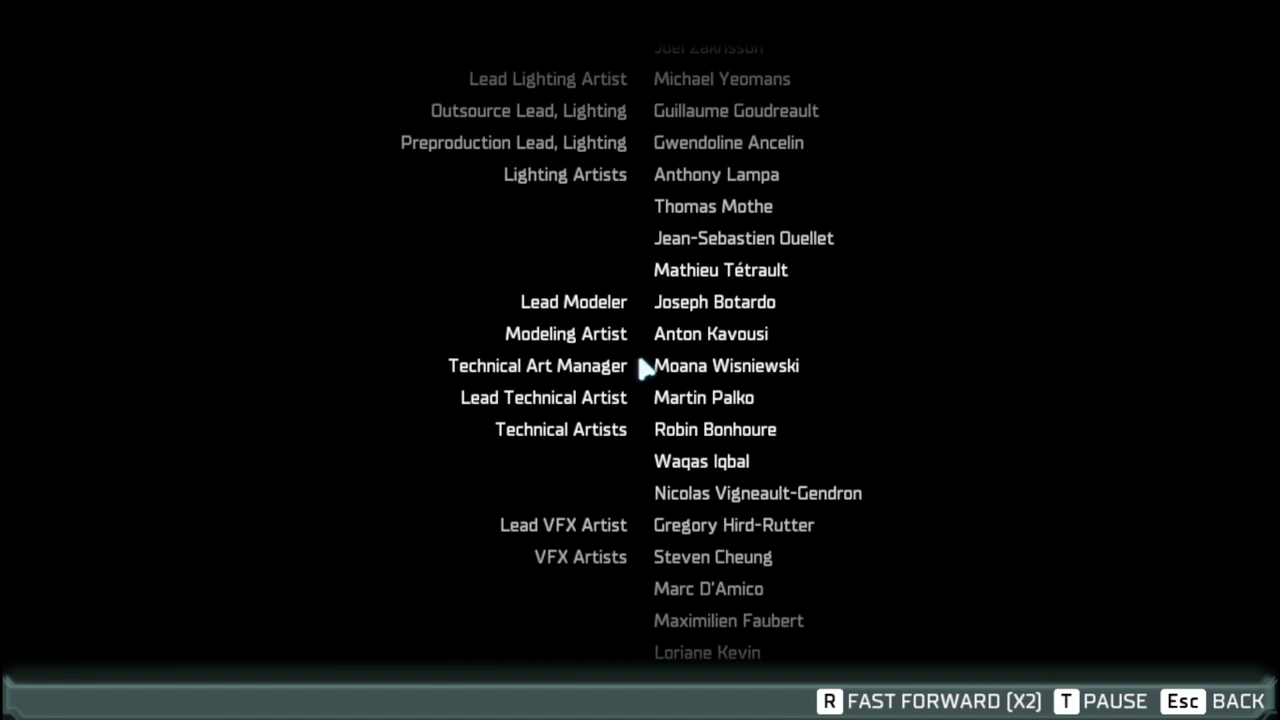 Joel Zakrisson
Lead Lighting Artist Michael Yeomans
Outsource Lead, Lighting Guillaume Goudreault
Preproduction Lead, Lighting Gwendoline Ancelin
Lighting Artists Anthony Lampa
Thomas Mothe
Jean-Sebastien Ouellet
Mathieu Tétrault
Lead Modeler Joseph Botardo
Modeling Artist Anton Kavousi
Technical Art Manager Moana Wisniewski
Lead Technical Artist Martin Palko
Technical Artists Robin Bonhoure
Waqas Iqbal
Nicolas Vigneault-Gendron
Lead VFX Artist Gregory Hird-Rutter
VFX Artists Steven Cheung
Marc D'Amico
Maximilien Faubert
Loriane Kevin
R FAST FORWARD [X2] T PAUSE Esc BACK